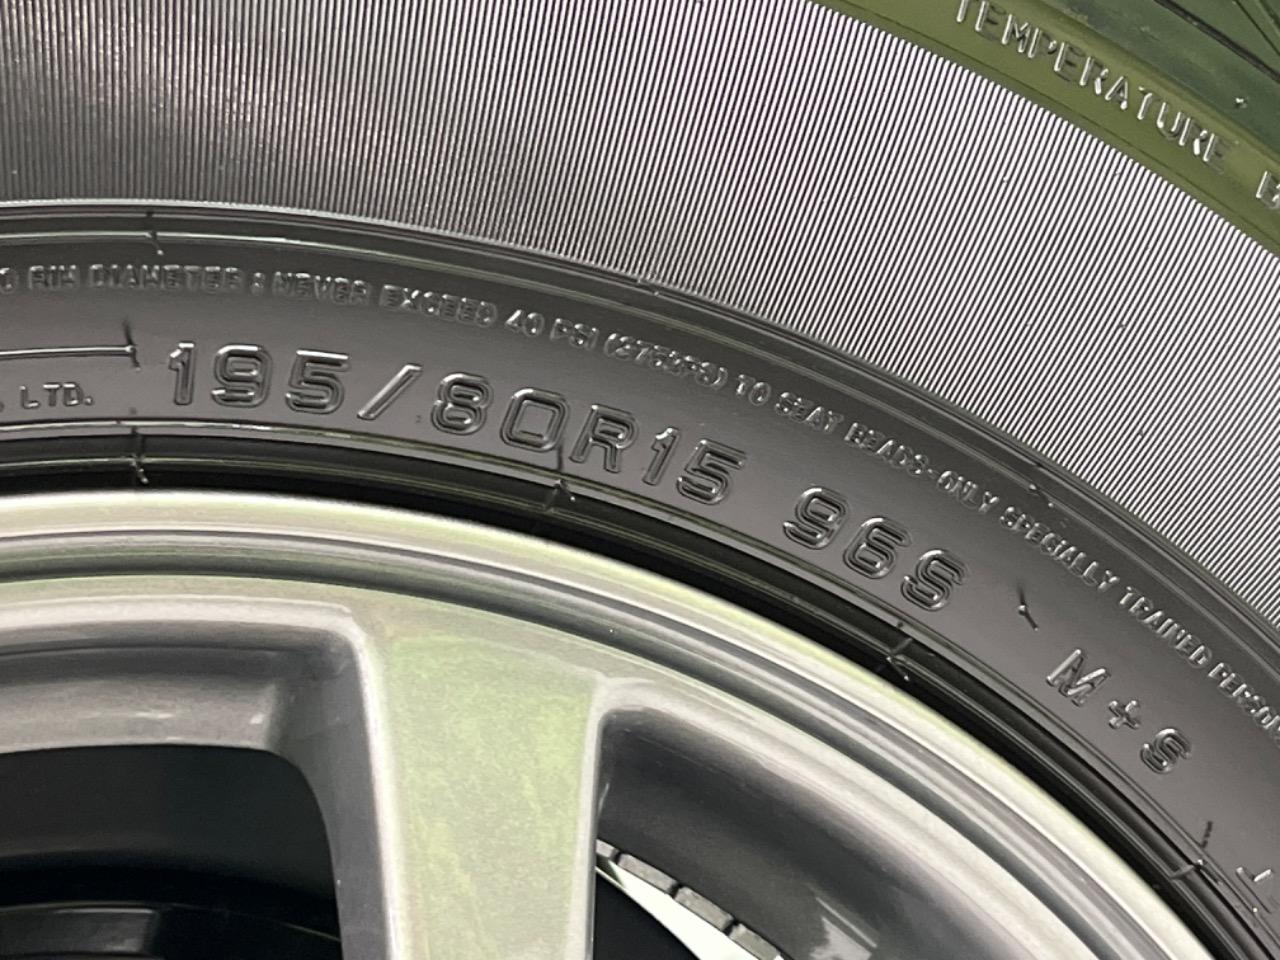 TEMPERATURE
RIM DIAMETER : NEVER EXCEED 40 PSI (275kPa) TO SEAT BEADS-ONLY SPECIALLY TRAINED
LTD.
195/80R15 96S M+S